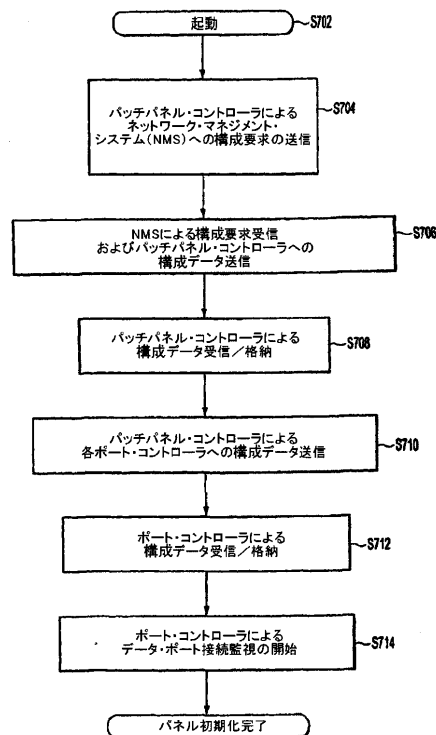 起動
S702
パッチパネル・コントローラによる
ネットワーク・マネジメント・
システム(NMS)への構成要求の送信
S704
NMSによる構成要求受信
およびパッチパネル・コントローラへの
構成データ送信
S706
パッチパネル・コントローラによる
構成データ受信/格納
S708
パッチパネル・コントローラによる
各ポート・コントローラへの構成データ送信
S710
ポート・コントローラによる
構成データ受信/格納
S712
ポート・コントローラによる
データ・ポート接続監視の開始
S714
パネル初期化完了